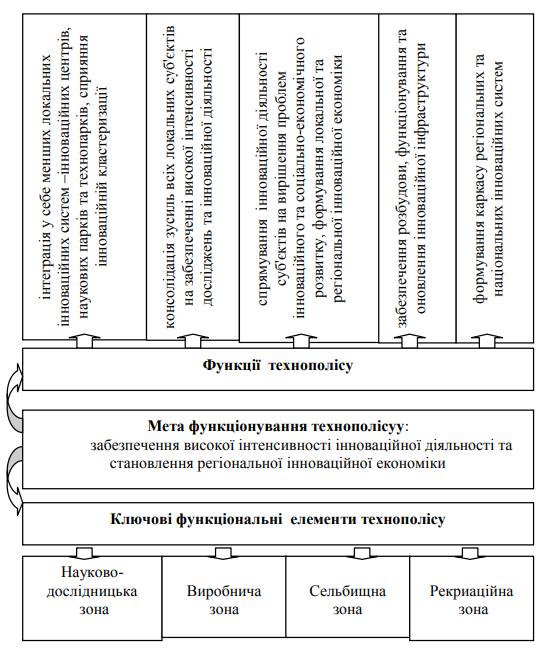 інтеграція у себе менших локальних
інноваційних систем –інноваційних центрів,
наукових парків та технопарків, сприяння
інноваційній кластеризації
консолідація зусиль всіх локальних суб'єктів
на забезпеченні високої інтенсивності
досліджень та інноваційної діяльності
спрямування  інноваційної діяльності
суб'єктів на вирішення проблем
інноваційного та соціально-економічного
розвитку, формування локальної та
регіональної інноваційної економіки
забезпечення розбудови, функціонування та
оновлення інноваційної інфраструктури
формування каркасу регіональних та
національних інноваційних систем
Функції  технополісу
Мета функціонування технополісуу:
забезпечення високої інтенсивності інноваційної діяльності та
становлення регіональної інноваційної економіки
Ключові функціональні  елементи технополісу
Науково-
дослідницька
зона
Виробнича
зона
Сельбищна
зона
Рекриаційна
зона